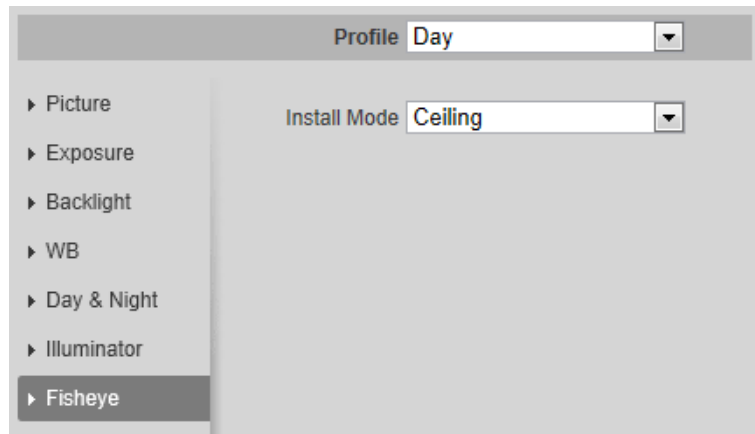 Profile Day
Picture
Install Mode Ceiling
Exposure
Backlight
WB
Day & Night
Illuminator
Fisheye